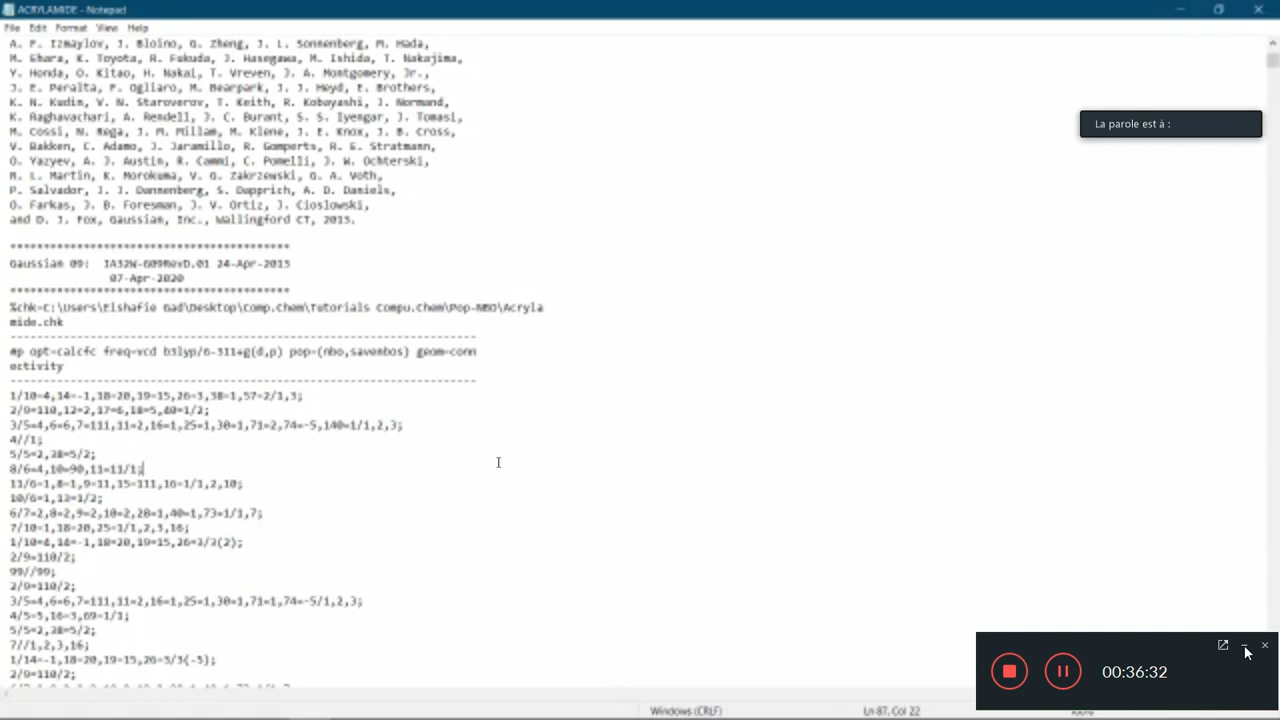 ACRYLAMIDE - Notepad
File Edit Format View Help
A. F. Izmaylov, J. Bloino, G. Zheng, J. L. Sonnenberg, M. Hada,
M. Ehara, K. Toyota, R. Fukuda, J. Hasegawa, M. Ishida, T. Nakajima,
Y. Honda, O. Kitao, H. Nakai, T. Vreven, J. A. Montgomery, Jr.,
J. E. Peralta, F. Ogliaro, M. Bearpark, J. J. Heyd, E. Brothers,
K. N. Kudin, V. N. Staroverov, T. Keith, R. Kobayashi, J. Normand,
K. Raghavachari, A. Rendell, J. C. Burant, S. S. Iyengar, J. Tomasi,
M. Cossi, N. Rega, J. M. Millam, M. Klene, J. E. Knox, J. B. Cross,
V. Bakken, C. Adamo, J. Jaramillo, R. Gomperts, R. E. Stratmann,
O. Yazyev, A. J. Austin, R. Cammi, C. Pomelli, J. W. Ochterski,
R. L. Martin, K. Morokuma, V. G. Zakrzewski, G. A. Voth,
P. Salvador, J. J. Dannenberg, S. Dapprich, A. D. Daniels,
O. Farkas, J. B. Foresman, J. V. Ortiz, J. Cioslowski,
and D. J. Fox, Gaussian, Inc., Wallingford CT, 2013.
******************************************
Gaussian 09: IA32W-G09RevD.01 24-Apr-2013
07-Apr-2020
******************************************
%chk=C:\Users\Elshafie Gad\Desktop\Comp.Chem\Tutorials Compu.Chem\Pop-NBO\Acryla
mide.chk
----------------------------------------------------------------------
#p opt=calcfc freq=vcd b3lyp/6-311+g(d,p) pop=(nbo,savenbos) geom=conn
ectivity
----------------------------------------------------------------------
1/10=4,14=-1,18=20,19=15,26=3,38=1,57=2/1,3;
2/9=110,12=2,17=6,18=5,40=1/2;
3/5=4,6=6,7=111,11=2,16=1,25=1,30=1,71=2,74=-5,140=1/1,2,3;
4//1;
5/5=2,38=5/2;
8/6=4,10=90,11=11/1;
11/6=1,8=1,9=11,15=111,16=1/1,2,10;
10/6=1,13=1/2;
6/7=2,8=2,9=2,10=2,28=1,40=1,73=1/1,7;
7/10=1,18=20,25=1/1,2,3,16;
1/10=4,14=-1,18=20,19=15,26=3/3(2);
2/9=110/2;
99//99;
2/9=110/2;
3/5=4,6=6,7=111,11=2,16=1,25=1,30=1,71=1,74=-5/1,2,3;
4/5=5,16=3,69=1/1;
5/5=2,38=5/2;
7//1,2,3,16;
1/14=-1,18=20,19=15,26=3/3(-5);
2/9=110/2;
La parole est à :
00:36:32
Windows (CRLF)
Ln 87, Col 22